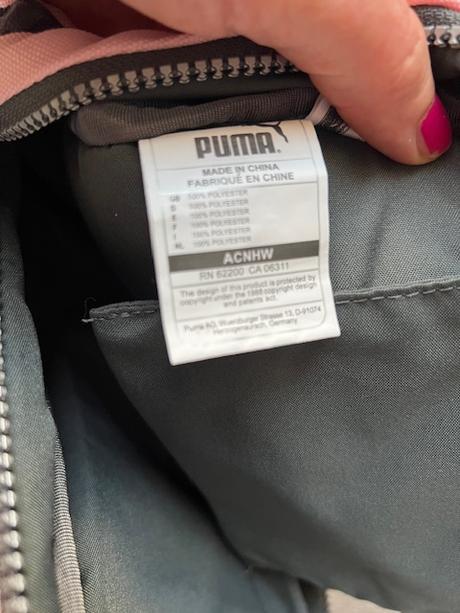 PUMA
MADE IN CHINA
FABRIQUÉ EN CHINE
GB 100% POLYESTER
D 100% POLYESTER
E 100% POLYESTER
F 100% POLYESTER
I 100% POLYESTER
NL 100% POLYESTER
ACNHW
RN 62200 CA 06311
The design of this product is protected by
copyright under the 1988 copyright design
and patents act.
Puma AG, Wuerzburger Strasse 13, D-91074
Herzogenaurach, Germany